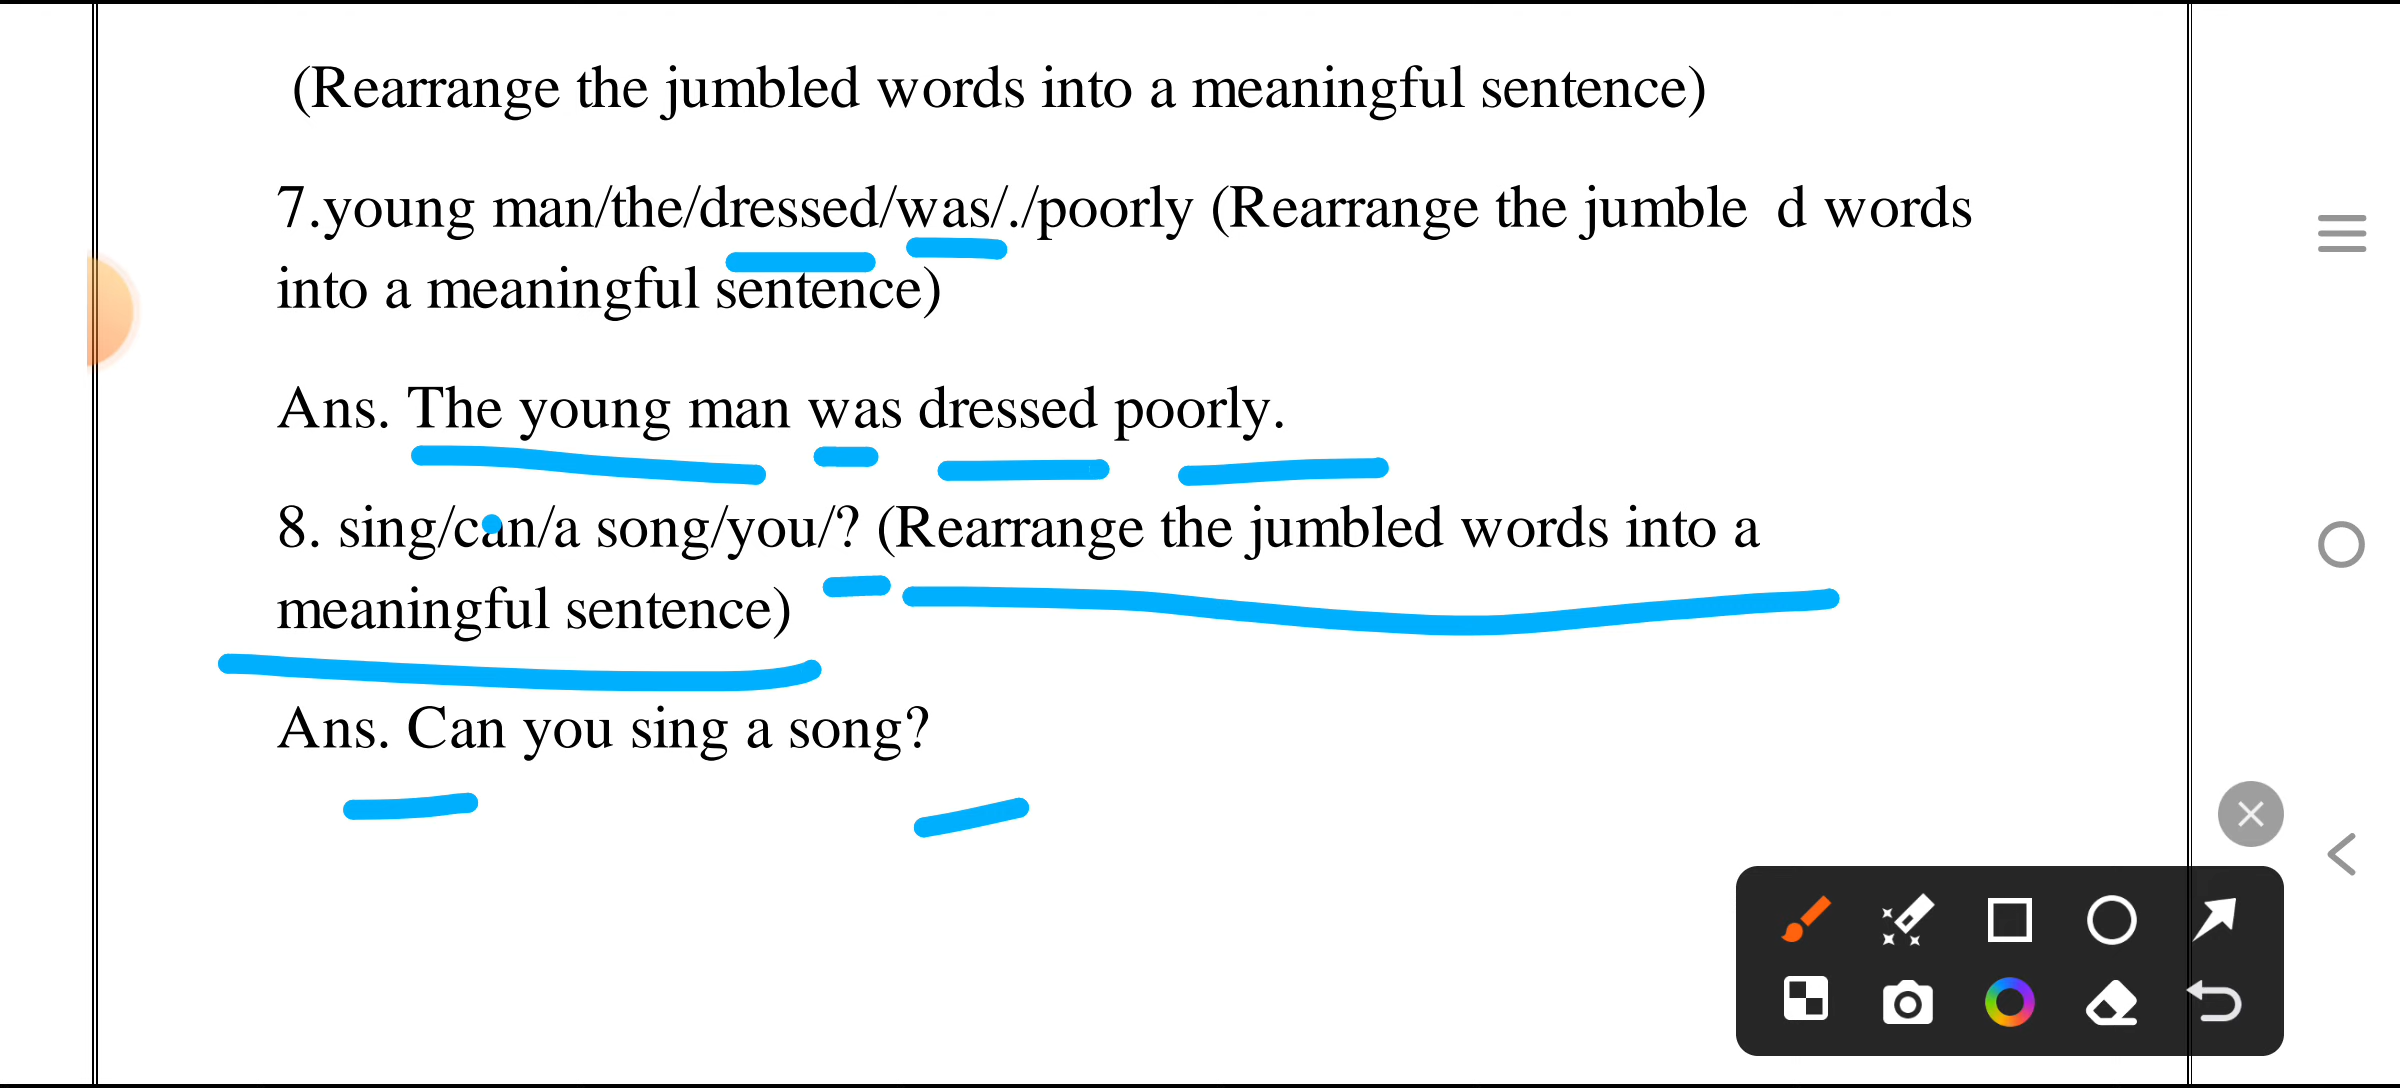 (Rearrange the jumbled words into a meaningful sentence)
7.young man/the/dressed/was/./poorly (Rearrange the jumble d words
into a meaningful sentence)
Ans. The young man was dressed poorly.
8. sing/can/a song/you/? (Rearrange the jumbled words into a
meaningful sentence)
Ans. Can you sing a song?